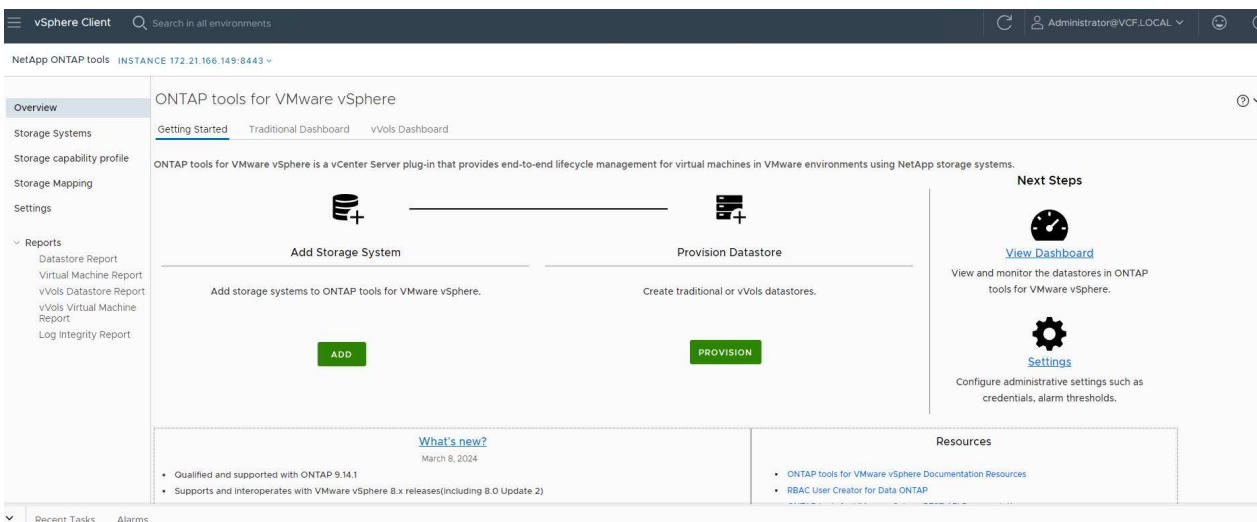 vSphere Client
Search in all environments
Administrator@VCF.LOCAL
NetApp ONTAP tools INSTANCE 172.21.166.149:8443
Overview
Storage Systems
Storage capability profile
Storage Mapping
Settings
Reports
Datastore Report
Virtual Machine Report
vVols Datastore Report
vVols Virtual Machine
Report
Log Integrity Report
ONTAP tools for VMware vSphere
Getting Started Traditional Dashboard vVols Dashboard
ONTAP tools for VMware vSphere is a vCenter Server plug-in that provides end-to-end lifecycle management for virtual machines in VMware environments using NetApp storage systems.
Add Storage System
Add storage systems to ONTAP tools for VMware vSphere.
ADD
Provision Datastore
Create traditional or vVols datastores.
PROVISION
Next Steps
View Dashboard
View and monitor the datastores in ONTAP
tools for VMware vSphere.
Settings
Configure administrative settings such as
credentials, alarm thresholds.
What's new?
March 8, 2024
• Qualified and supported with ONTAP 9.14.1
• Supports and interoperates with VMware vSphere 8.x releases(including 8.0 Update 2)
Resources
• ONTAP tools for VMware vSphere Documentation Resources
• RBAC User Creator for Data ONTAP
Recent Tasks Alarms